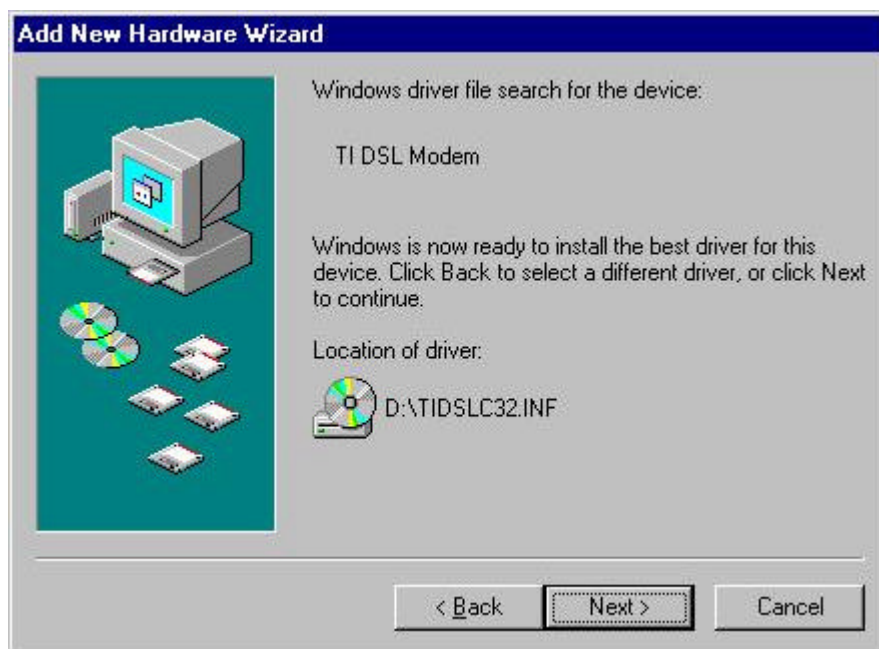 Add New Hardware Wizard
Windows driver file search for the device:
TI DSL Modem
Windows is now ready to install the best driver for this
device. Click Back to select a different driver, or click Next
to continue.
Location of driver:
D:\TIDSLC32.INF
< Back
Next >
Cancel